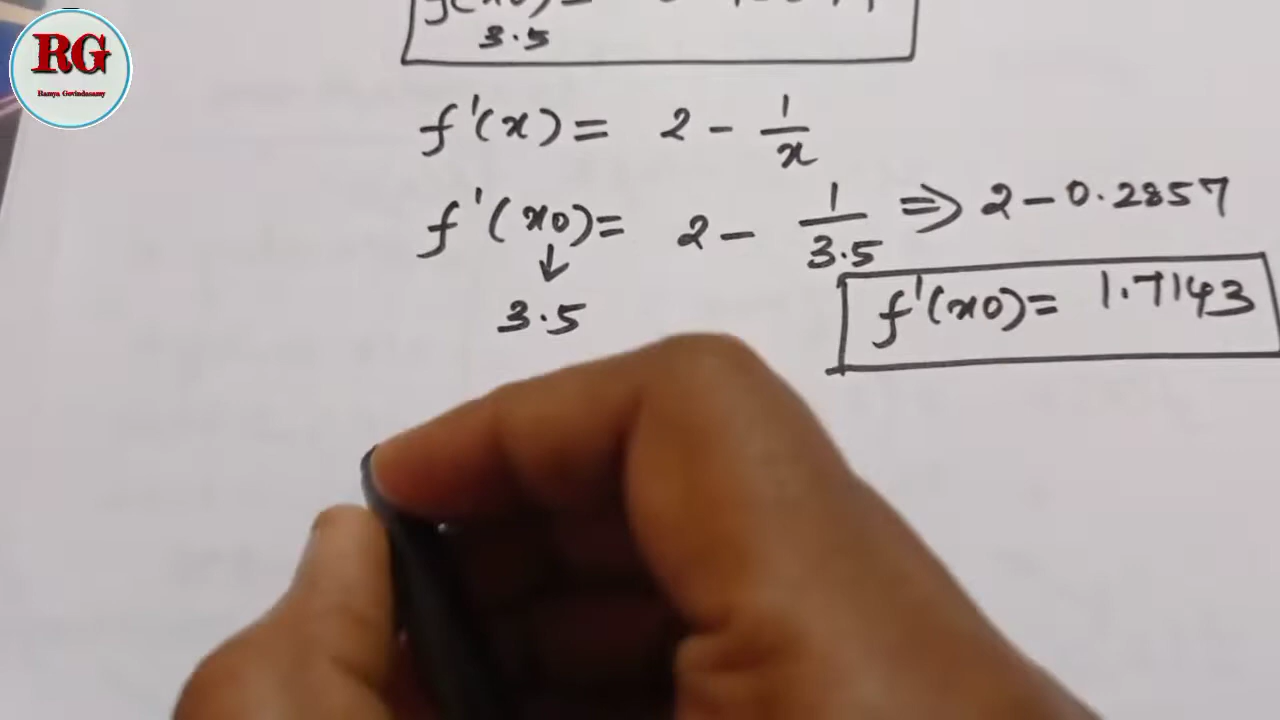 RG
Ramya Govindasamy
3.5
f'(x) = 2 - 1/x
f'(x0) = 2 - 1/3.5 ⇒ 2 - 0.2857
↓
3.5
f'(x0) = 1.7143